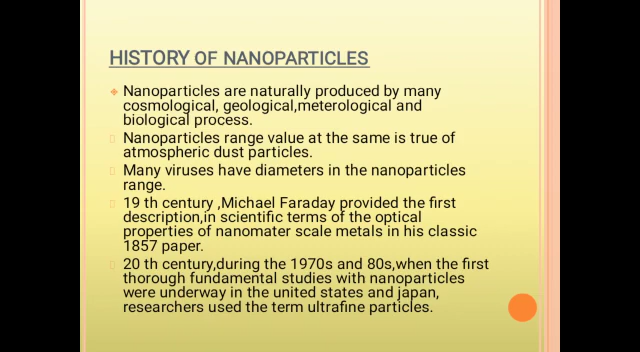 HISTORY OF NANOPARTICLES
Nanoparticles are naturally produced by many
cosmological, geological,meterological and
biological process.
Nanoparticles range value at the same is true of
atmospheric dust particles.
Many viruses have diameters in the nanoparticles
range.
19 th century ,Michael Faraday provided the first
description,in scientific terms of the optical
properties of nanomater scale metals in his classic
1857 paper.
20 th century,during the 1970s and 80s,when the first
thorough fundamental studies with nanoparticles
were underway in the united states and japan,
researchers used the term ultrafine particles.